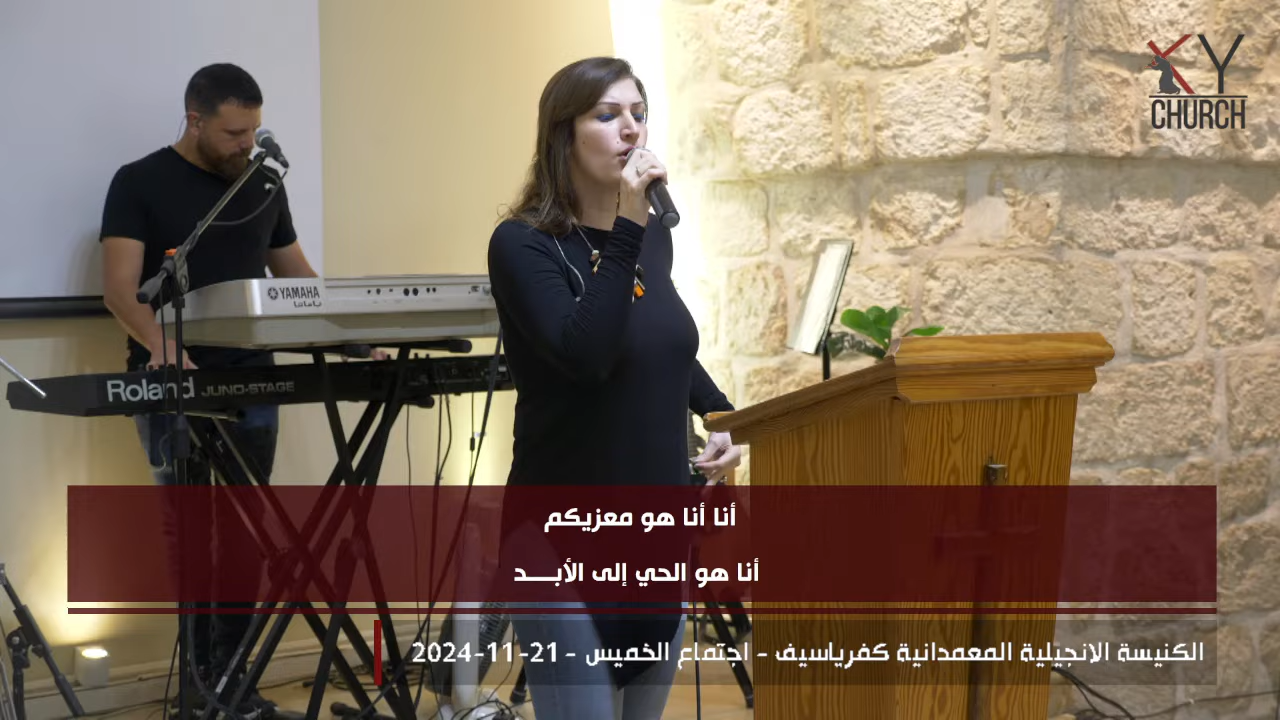 XY
CHURCH
YAMAHA
Roland JUNO-STAGE
أنا أنا هو معزيكم
أنا هو الحي إلى الأبــــد
الكنيسة الانجيلية المعمدانية كفرياسيف - اجتماع الخميس - 21-11-2024